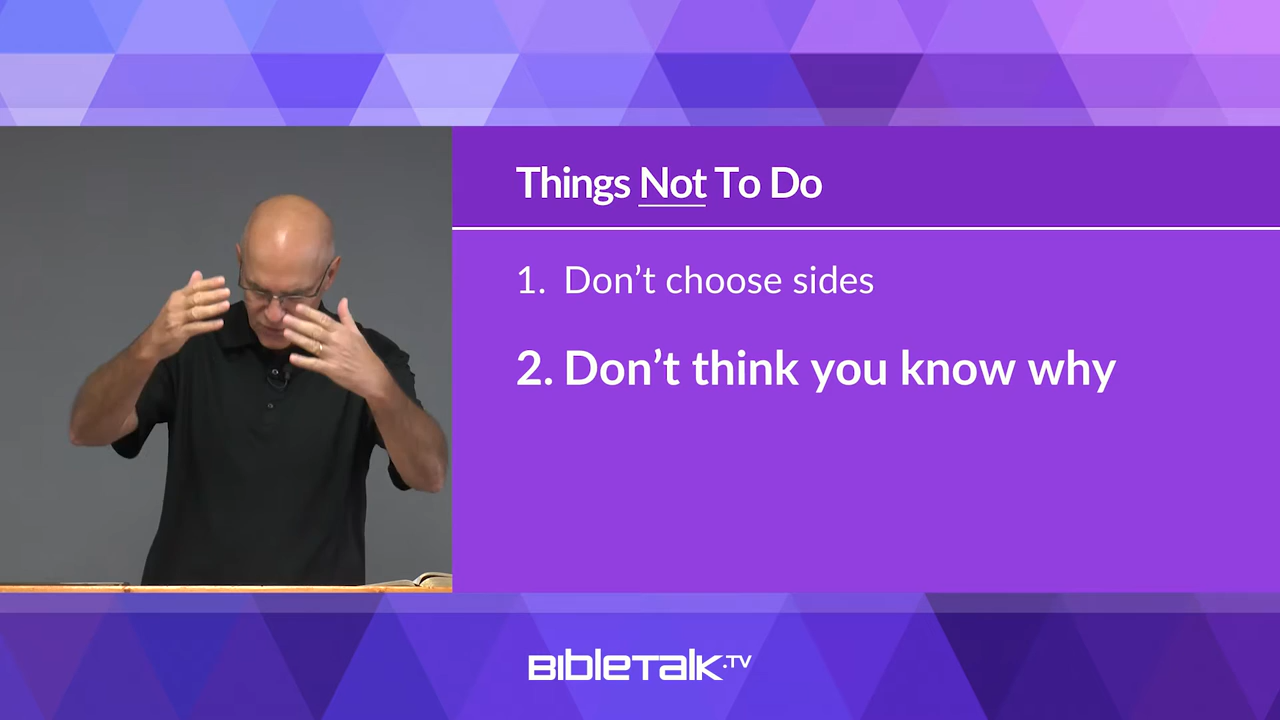 Things Not To Do
1. Don’t choose sides
2. Don’t think you know why
BIBLETALK.TV